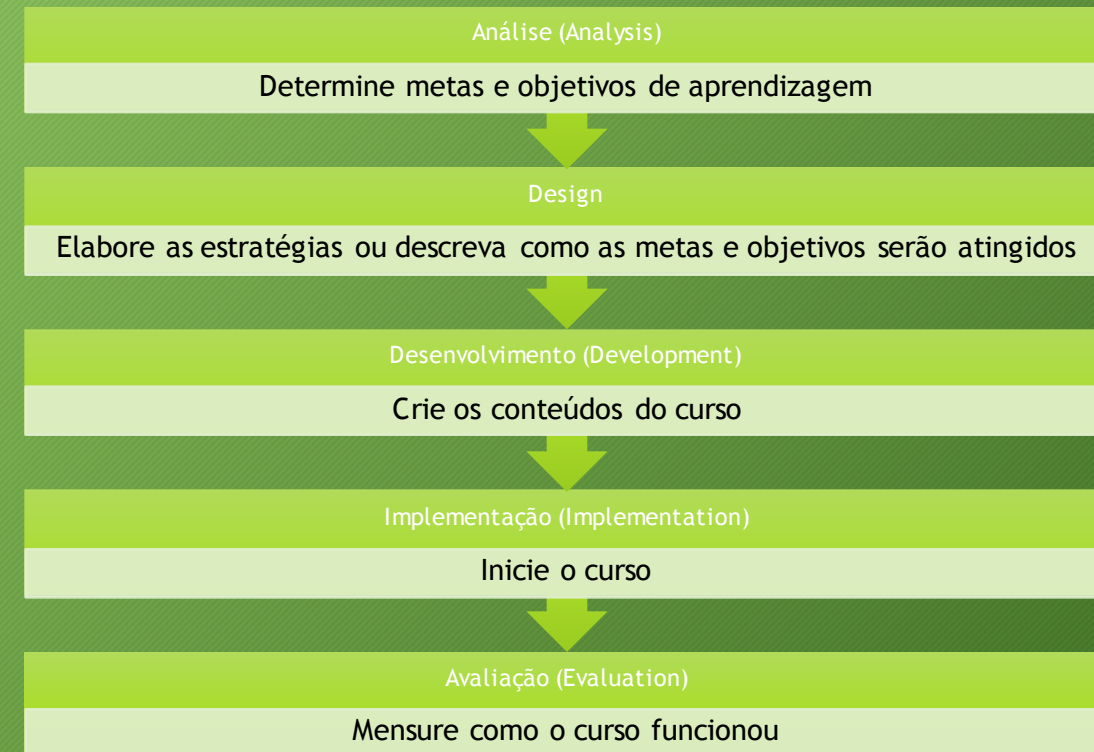 Análise (Analysis)
Determine metas e objetivos de aprendizagem
Design
Elabore as estratégias ou descreva como as metas e objetivos serão atingidos
Desenvolvimento (Development)
Crie os conteúdos do curso
Implementação (Implementation)
Inicie o curso
Avaliação (Evaluation)
Mensure como o curso funcionou